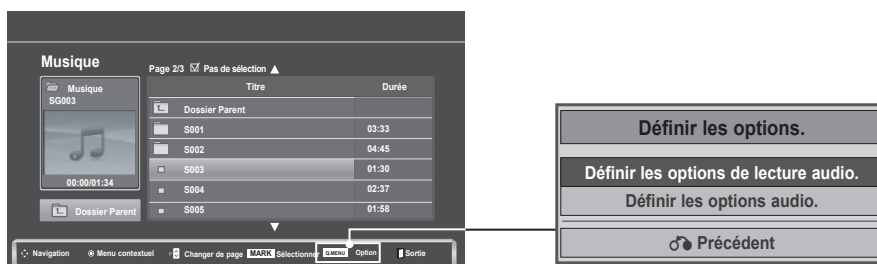 Musique
Page 2/3 Pas de sélection
Musique
SG003
00:00/01:34
Dossier Parent
Titre Durée
Dossier Parent
S001 03:33
S002 04:45
S003 01:30
S004 02:37
S005 01:58
Navigation Menu contextuel P Changer de page MARK Sélectionner Q.MENU Option Sortie
Définir les options.
Définir les options de lecture audio.
Définir les options audio.
Précédent